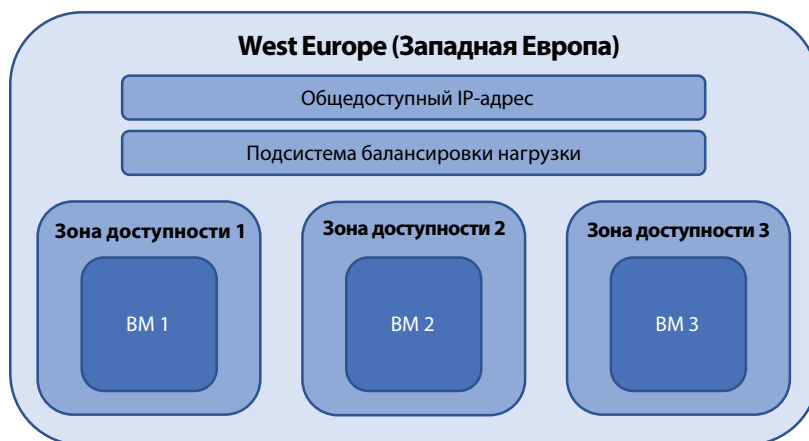 West Europe (Западная Европа)
Общедоступный IP-адрес
Подсистема балансировки нагрузки
Зона доступности 1
Зона доступности 2
Зона доступности 3
ВМ 1
ВМ 2
ВМ 3